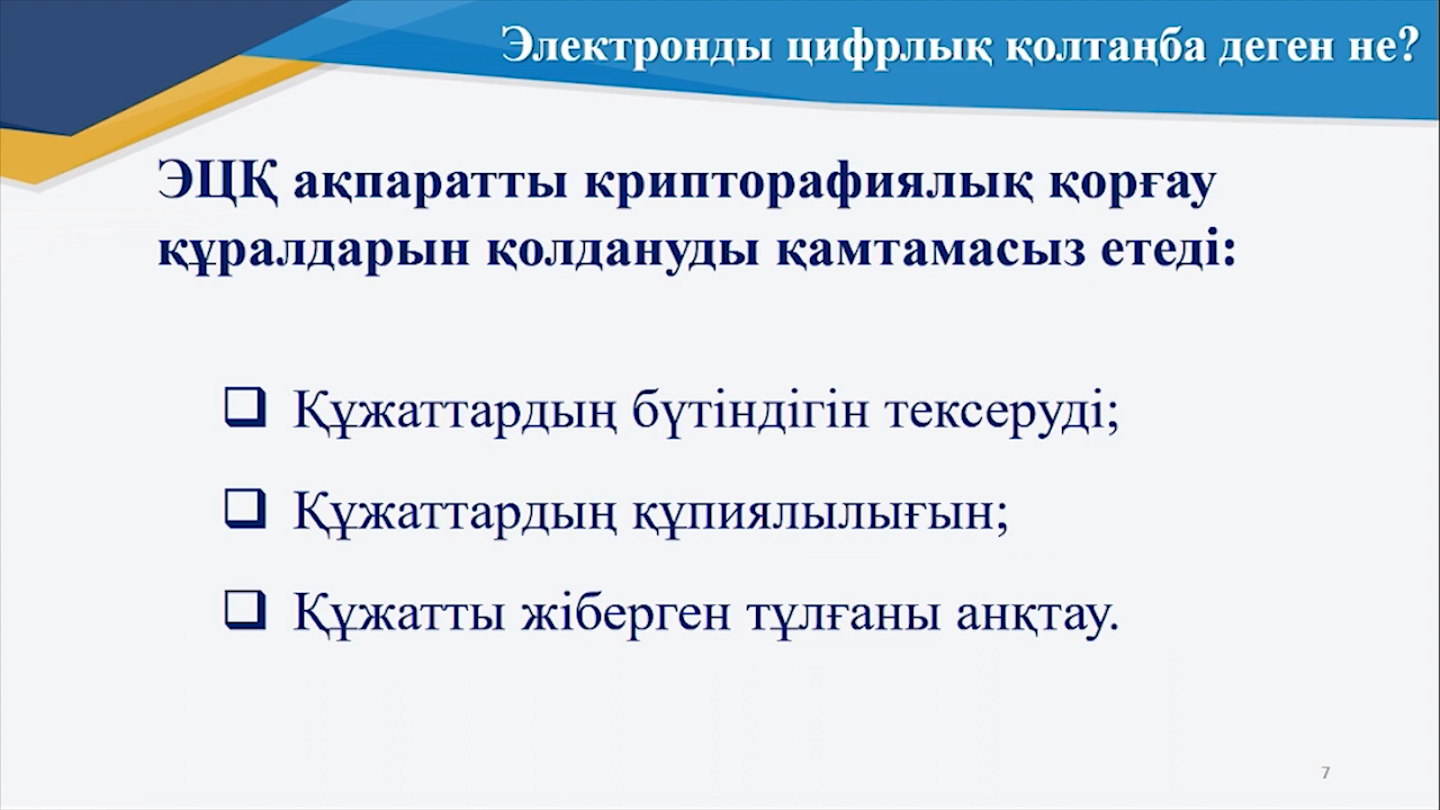 Электронды цифрлық қолтаңба деген не?
ЭЦҚ ақпаратты крипторафиялық қорғау
құралдарын қолдануды қамтамасыз етеді:
Құжаттардың бүтіндігін тексеруді;
Құжаттардың құпиялылығын;
Құжатты жіберген тұлғаны анқтау.
7